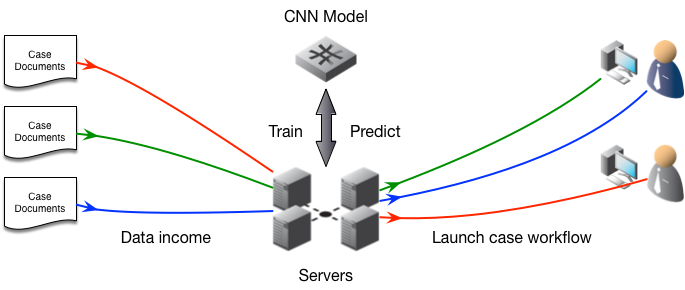 CNN Model
Case
Documents
Case
Documents
Case
Documents
Train
Predict
Data income
Launch case workflow
Servers